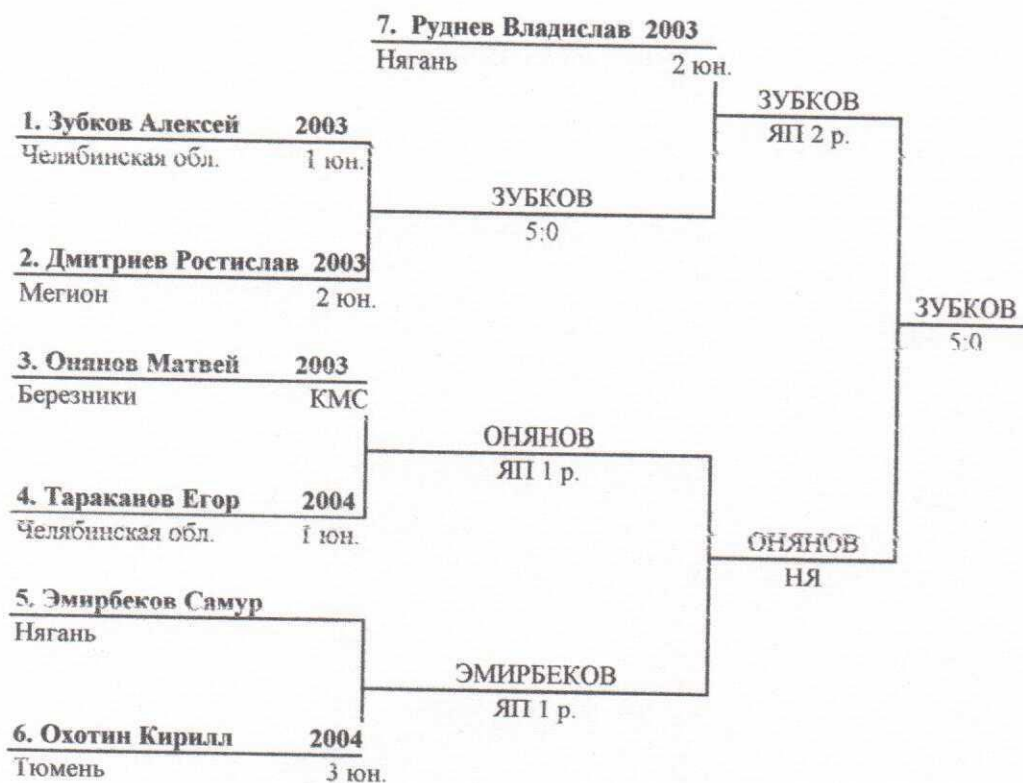 7. Руднев Владислав 2003
Нягань 2 юн.
ЗУБКОВ
ЯП 2 р.
1. Зубков Алексей 2003
Челябинская обл. 1 юн.
ЗУБКОВ
5:0
2. Дмитриев Ростислав 2003
Мегион 2 юн.
ЗУБКОВ
5:0
3. Онянов Матвей 2003
Березники КМС
ОНЯНОВ
ЯП 1 р.
4. Тараканов Егор 2004
Челябинская обл. 1 юн.
ОНЯНОВ
НЯ
5. Эмирбеков Самур
Нягань
ЭМИРБЕКОВ
ЯП 1 р.
6. Охотин Кирилл 2004
Тюмень 3 юн.